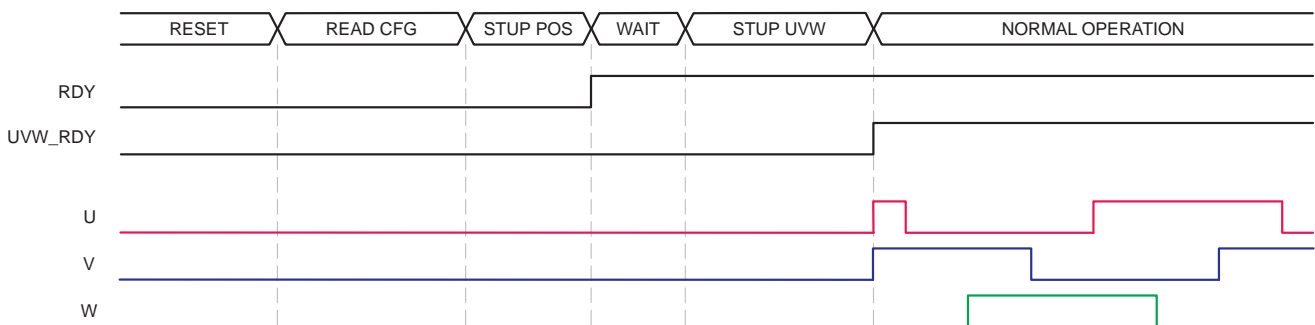 RESET READ CFG STUP POS WAIT STUP UVW NORMAL OPERATION
RDY
UVW_RDY
U
V
W